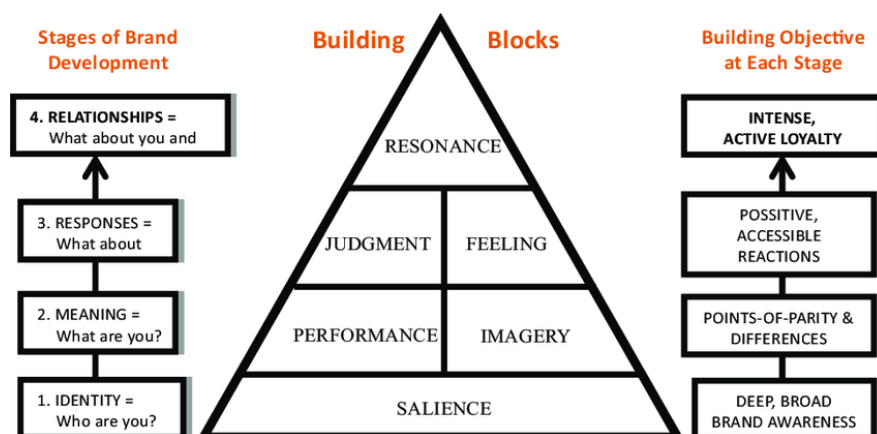 Stages of Brand
Development
4. RELATIONSHIPS =
What about you and
3. RESPONSES =
What about
2. MEANING =
What are you?
1. IDENTITY =
Who are you?
Building Blocks
RESONANCE
JUDGMENT FEELING
PERFORMANCE IMAGERY
SALIENCE
Building Objective
at Each Stage
INTENSE,
ACTIVE LOYALTY
POSSITIVE,
ACCESSIBLE
REACTIONS
POINTS-OF-PARITY &
DIFFERENCES
DEEP, BROAD
BRAND AWARENESS